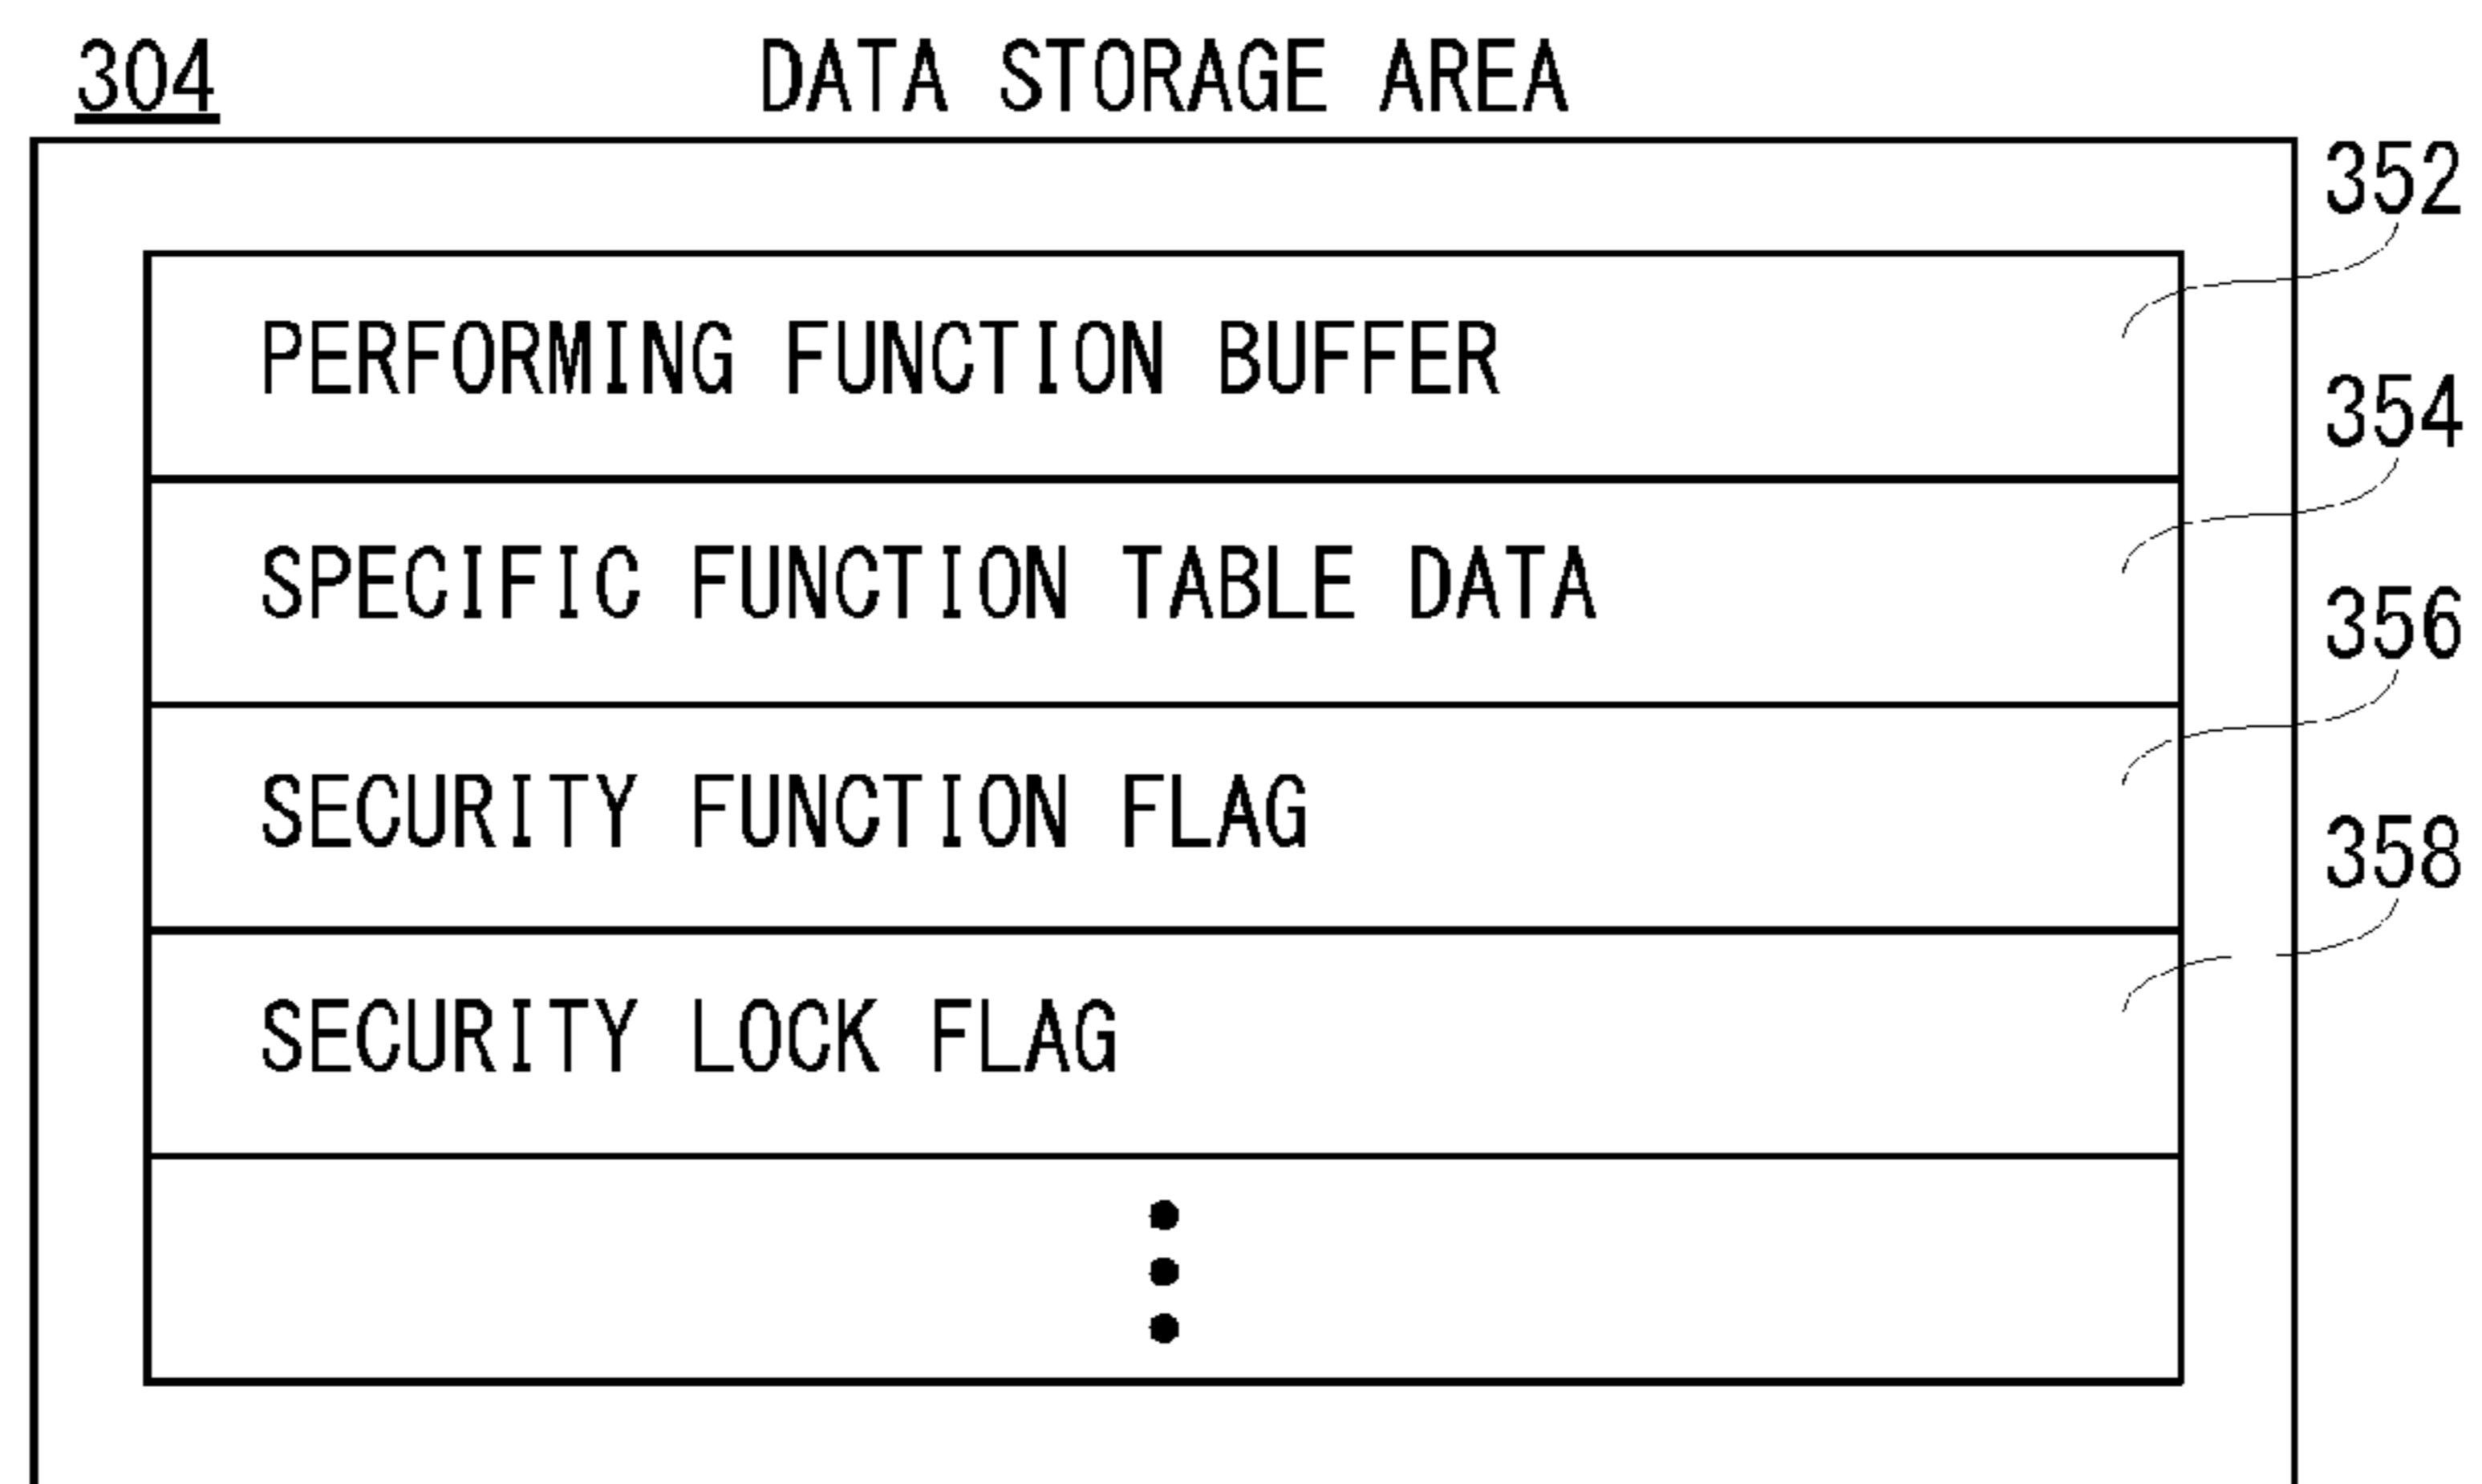 304 DATA STORAGE AREA
352
PERFORMING FUNCTION BUFFER
354
SPECIFIC FUNCTION TABLE DATA
356
SECURITY FUNCTION FLAG
358
SECURITY LOCK FLAG